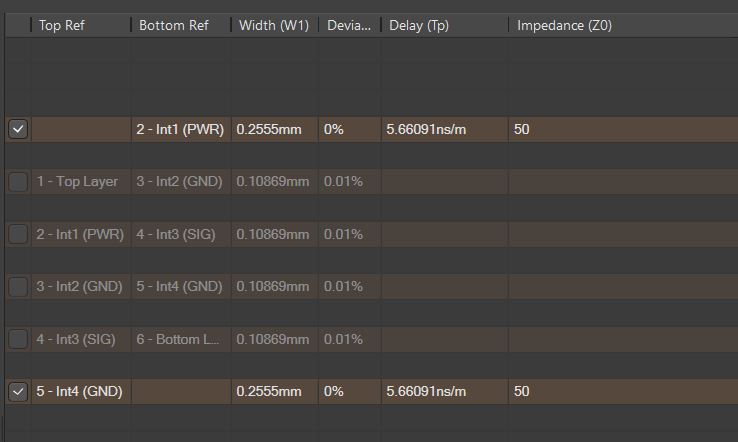 Top Ref Bottom Ref Width (W1) Devia... Delay (Tp) Impedance (Z0)
2 - Int1 (PWR) 0.2555mm 0% 5.66091ns/m 50
1 - Top Layer 3 - Int2 (GND) 0.10869mm 0.01%
2 - Int1 (PWR) 4 - Int3 (SIG) 0.10869mm 0.01%
3 - Int2 (GND) 5 - Int4 (GND) 0.10869mm 0.01%
4 - Int3 (SIG) 6 - Bottom L... 0.10869mm 0.01%
5 - Int4 (GND) 0.2555mm 0% 5.66091ns/m 50